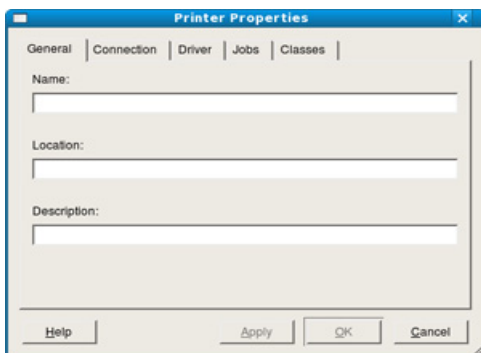 Printer Properties
General Connection Driver Jobs Classes
Name:
Location:
Description:
Help Apply OK Cancel